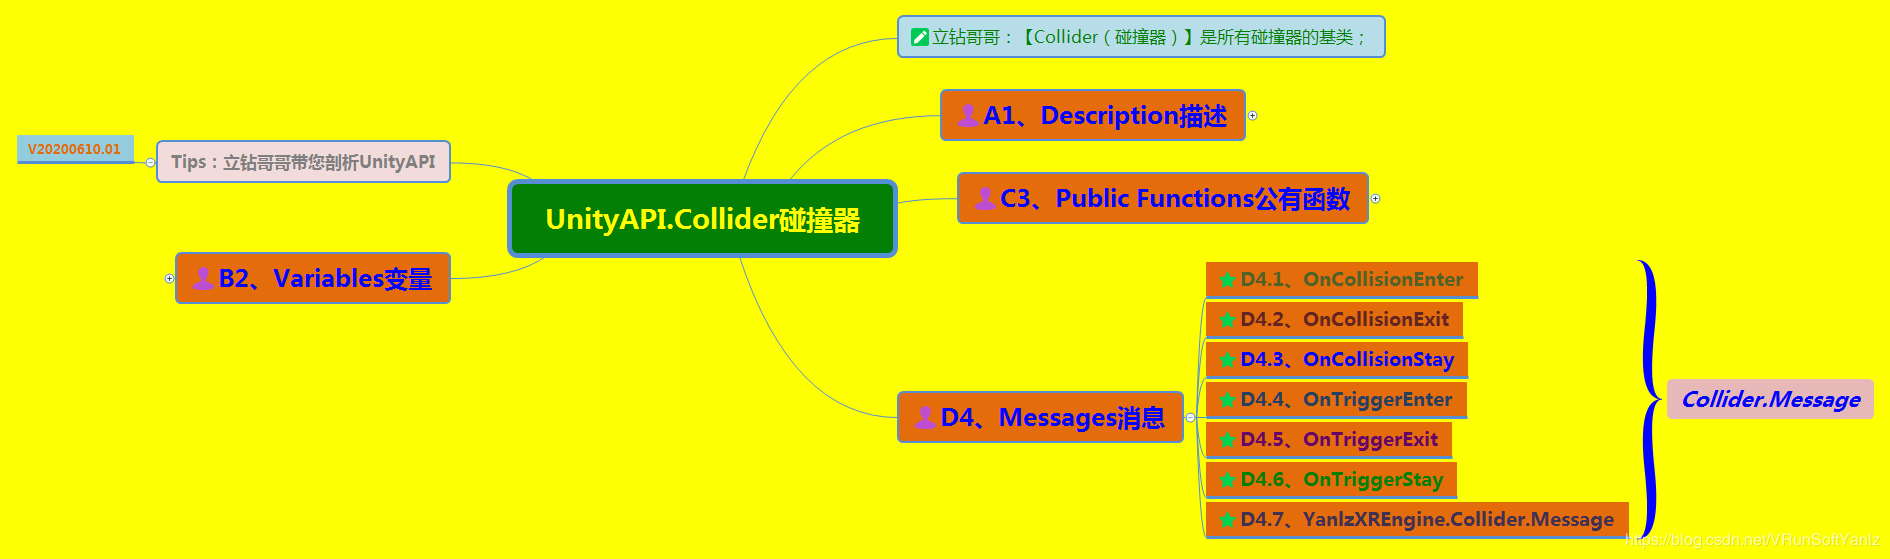 立钻哥哥：【Collider（碰撞器）】是所有碰撞器的基类；
A1、Description描述
V20200610.01
Tips：立钻哥哥带您剖析UnityAPI
C3、Public Functions公有函数
UnityAPI.Collider碰撞器
B2、Variables变量
D4、Messages消息
D4.1、OnCollisionEnter
D4.2、OnCollisionExit
D4.3、OnCollisionStay
D4.4、OnTriggerEnter
D4.5、OnTriggerExit
D4.6、OnTriggerStay
D4.7、YanlzXREngine.Collider.Message
Collider.Message
https://blog.csdn.net/VRunSoftYanlz